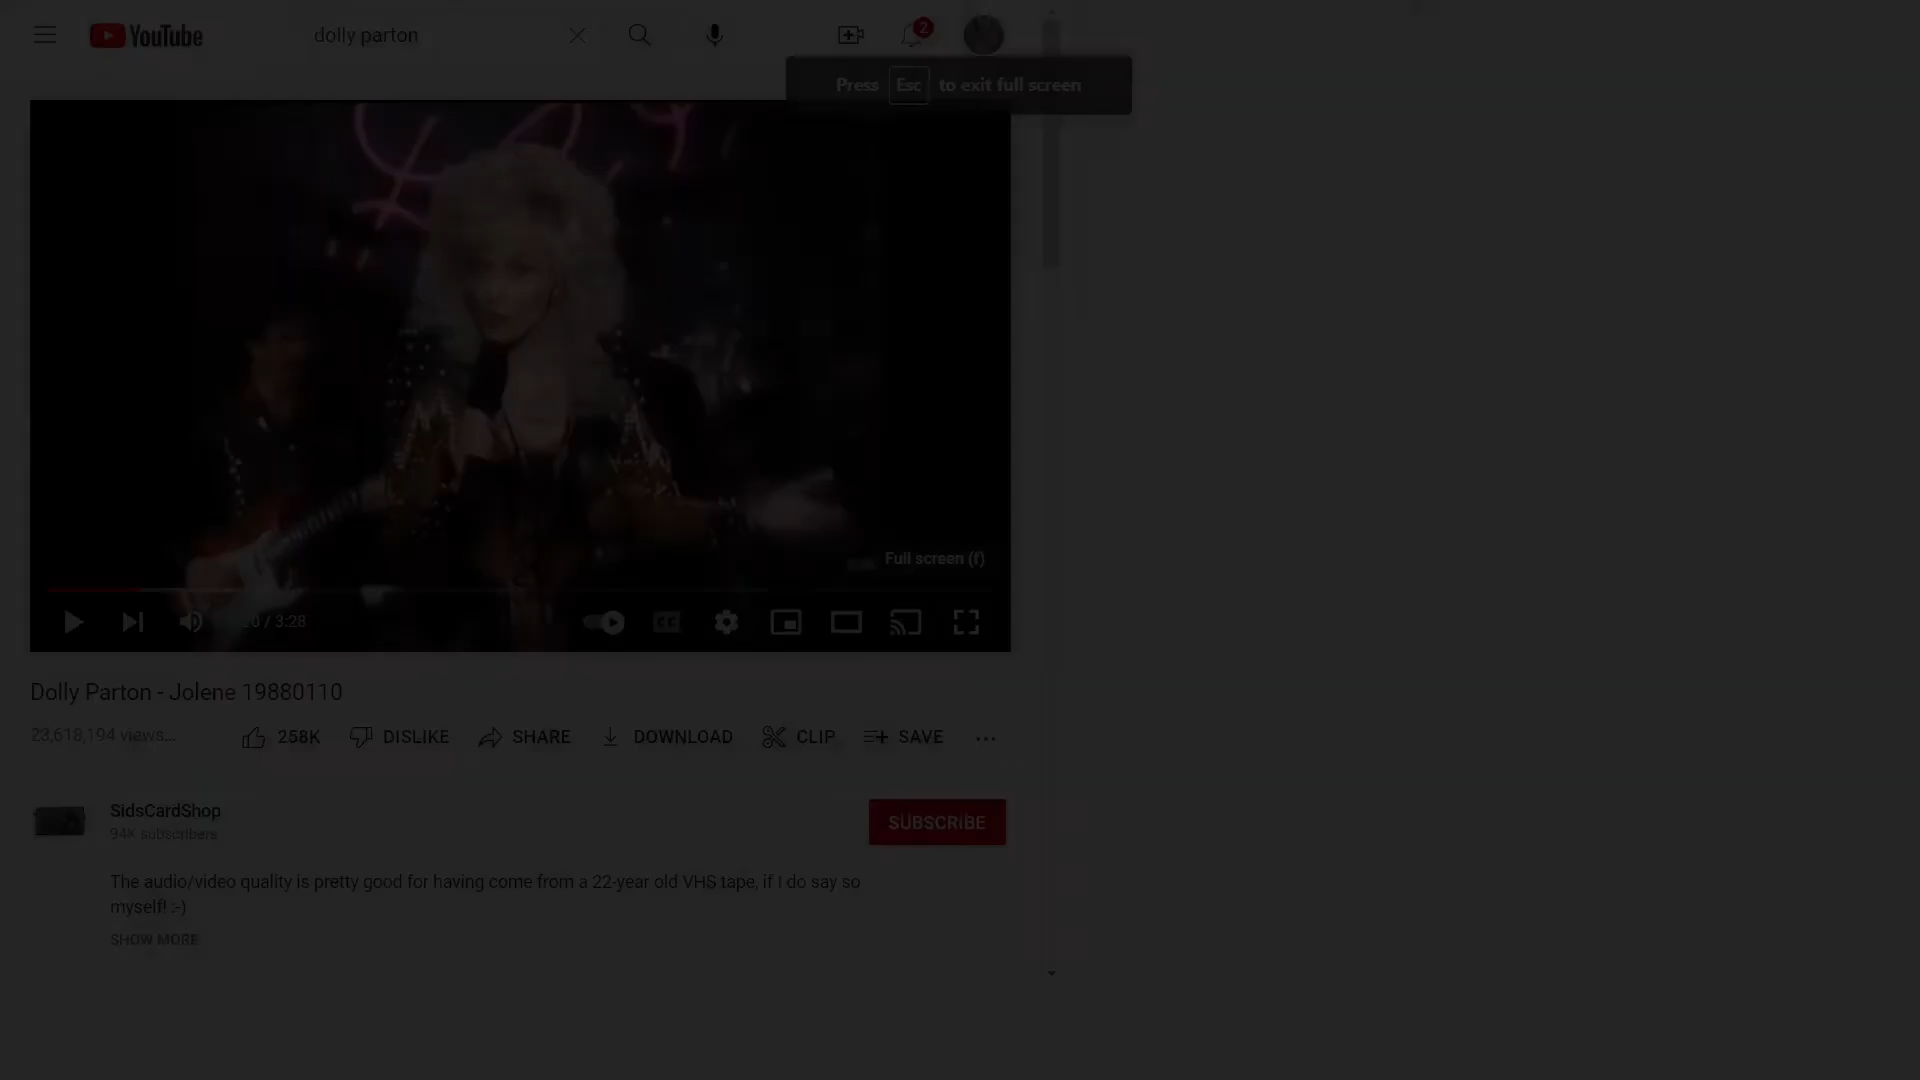 YouTube
dolly parton
2
Press Esc to exit full screen
Full screen (f)
/ 3:28
CC
Dolly Parton - Jolene 19880110
23,618,194 views...
258K
DISLIKE
SHARE
DOWNLOAD
CLIP
SAVE
SidsCardShop
94K subscribers
SUBSCRIBE
The audio/video quality is pretty good for having come from a 22-year old VHS tape, if I do say so
myself! :-)
SHOW MORE